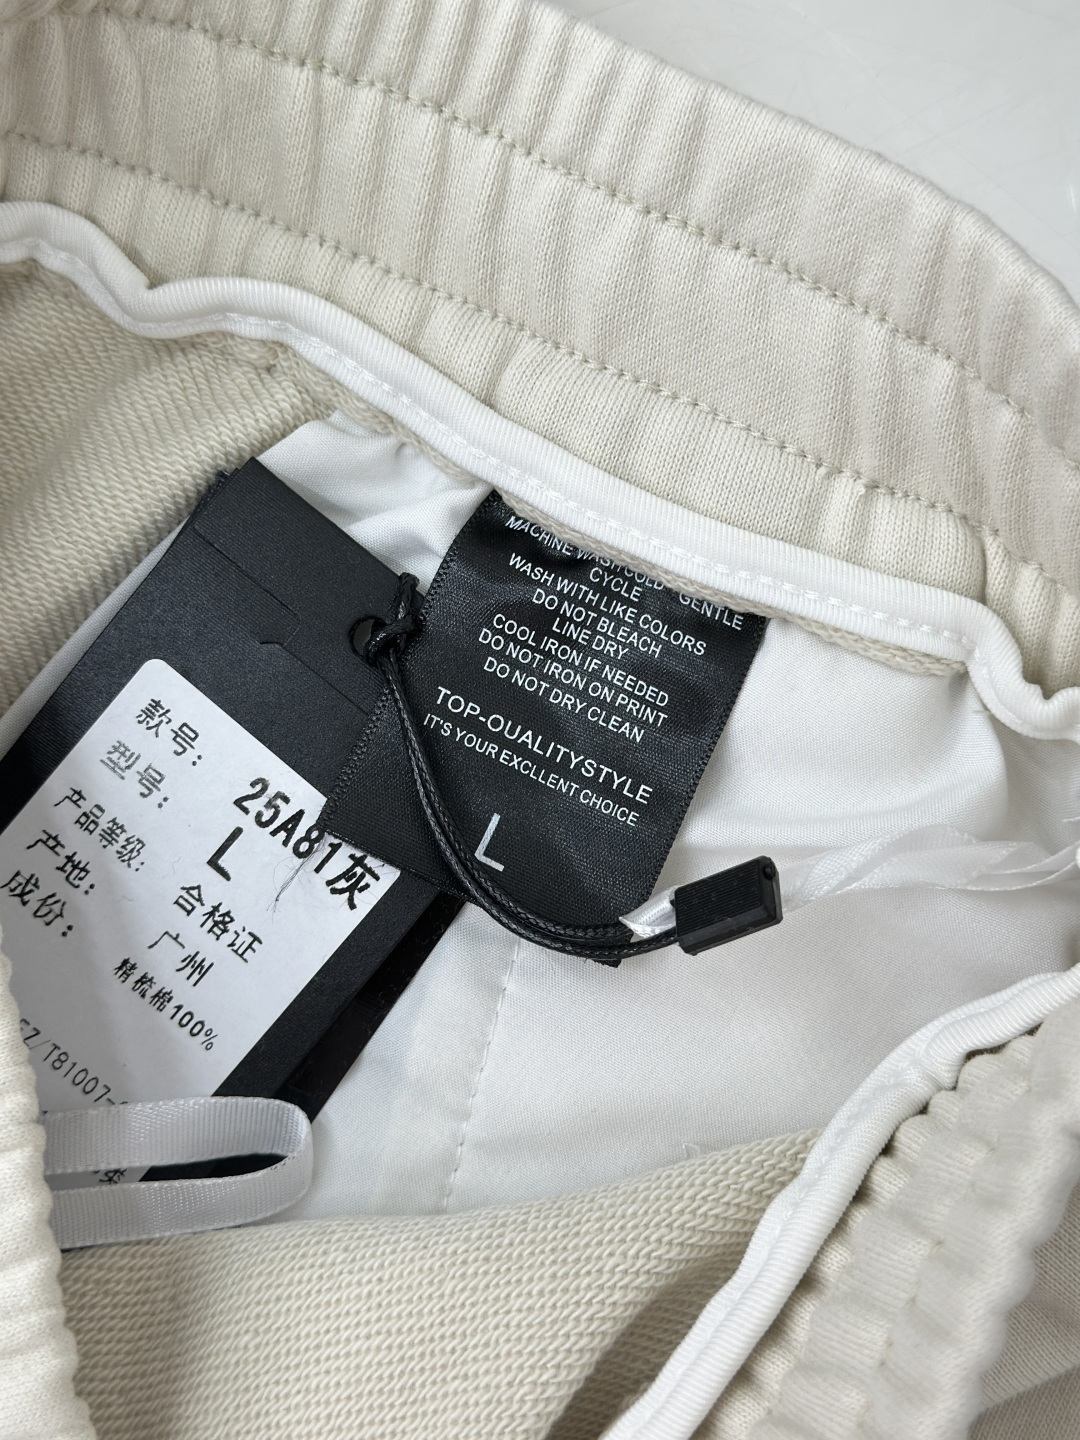 MACHINE WASH COLD GENTLE
CYCLE
WASH WITH LIKE COLORS
DO NOT BLEACH
LINE DRY
COOL IRON IF NEEDED
DO NOT IRON ON PRINT
DO NOT DRY CLEAN
TOP-QUALITYSTYLE
IT'S YOUR EXCLLENT CHOICE
L
款号: 25A81灰
型号: L
产品等级: 合格证
产地: 广州
成份: 精梳棉100%
Z/T81007-